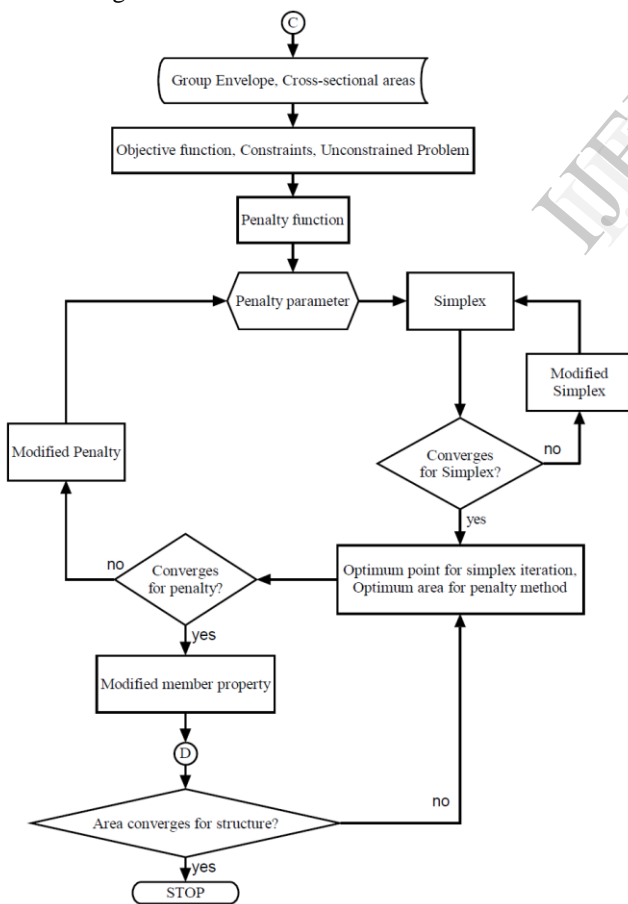 C
Group Envelope, Cross-sectional areas
Objective function, Constraints, Unconstrained Problem
Penalty function
Penalty parameter
Simplex
Modified
Simplex
Modified Penalty
Converges
for Simplex?
no
yes
Optimum point for simplex iteration,
Optimum area for penalty method
Converges
for penalty?
no
yes
Modified member property
D
Area converges for structure?
no
yes
STOP